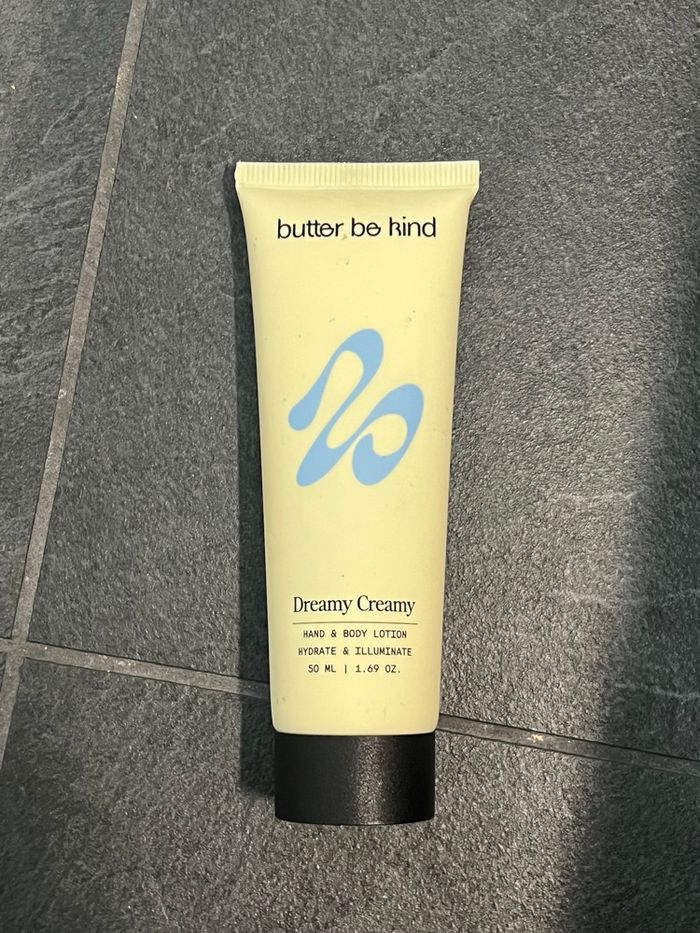 butter be kind
Dreamy Creamy
HAND & BODY LOTION
HYDRATE & ILLUMINATE
50 ML | 1.69 OZ.